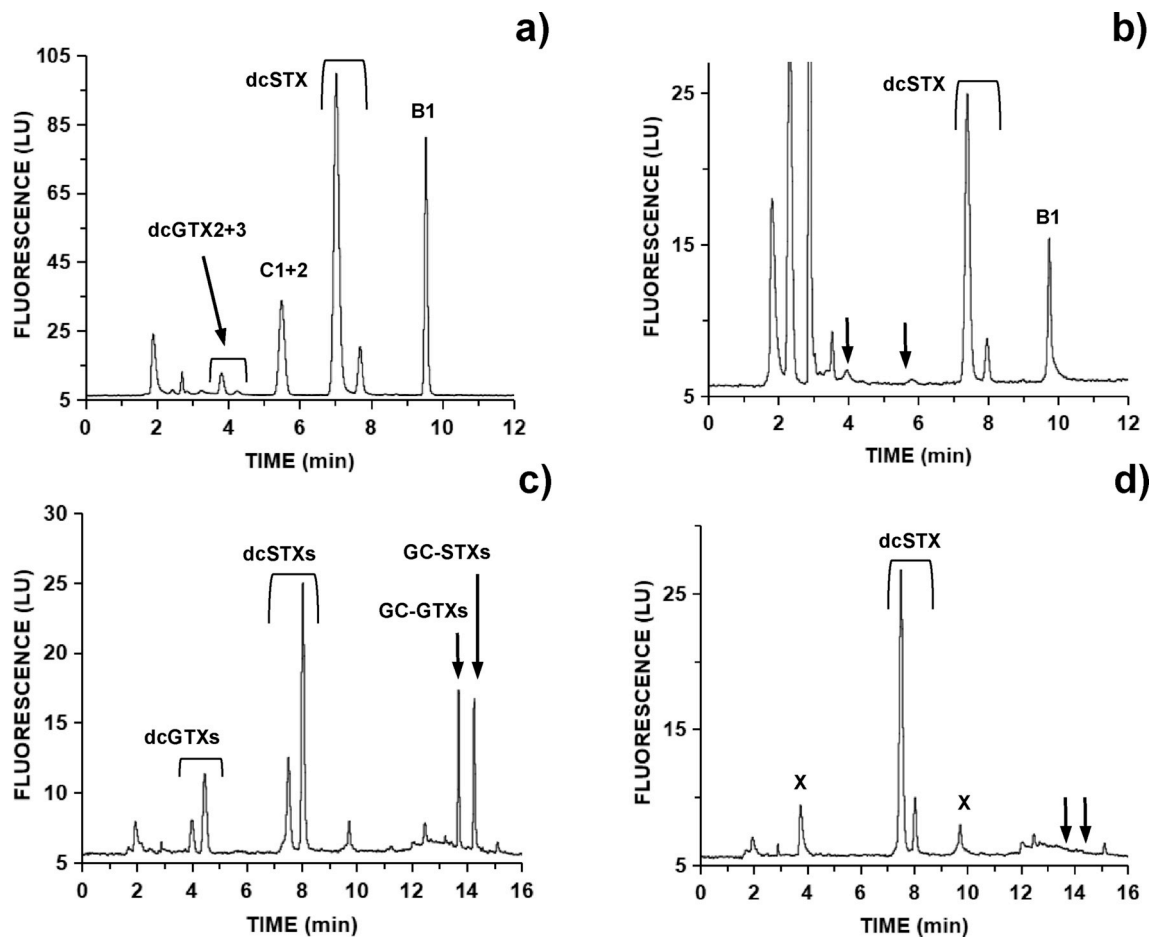 a)
105
85
65
45
25
5
FLUORESCENCE (LU)
dcSTX
B1
dcGTX2+3
C1+2
0 2 4 6 8 10 12
TIME (min)
b)
25
15
5
FLUORESCENCE (LU)
dcSTX
B1
0 2 4 6 8 10 12
TIME (min)
c)
30
25
20
15
10
5
FLUORESCENCE (LU)
dcSTXs
GC-STXs
GC-GTXs
dcGTXs
0 2 4 6 8 10 12 14 16
TIME (min)
d)
25
15
5
FLUORESCENCE (LU)
dcSTX
X
X
0 2 4 6 8 10 12 14 16
TIME (min)